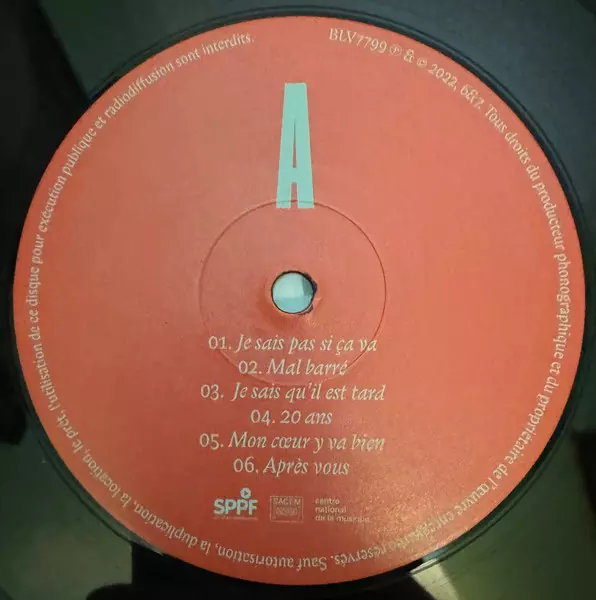 A
BLV7799 ℗ & © 2022, 6&7. Tous droits du producteur phonographique et du propriétaire de l'œuvre enregistrée réservés. Sauf autorisation, la duplication, la location, le prêt, l'utilisation de ce disque pour exécution publique et radiodiffusion sont interdits.
01. Je sais pas si ça va
02. Mal barré
03. Je sais qu'il est tard
04. 20 ans
05. Mon cœur y va bien
06. Après vous
SPPF
SACEM
centre
national
de la musique